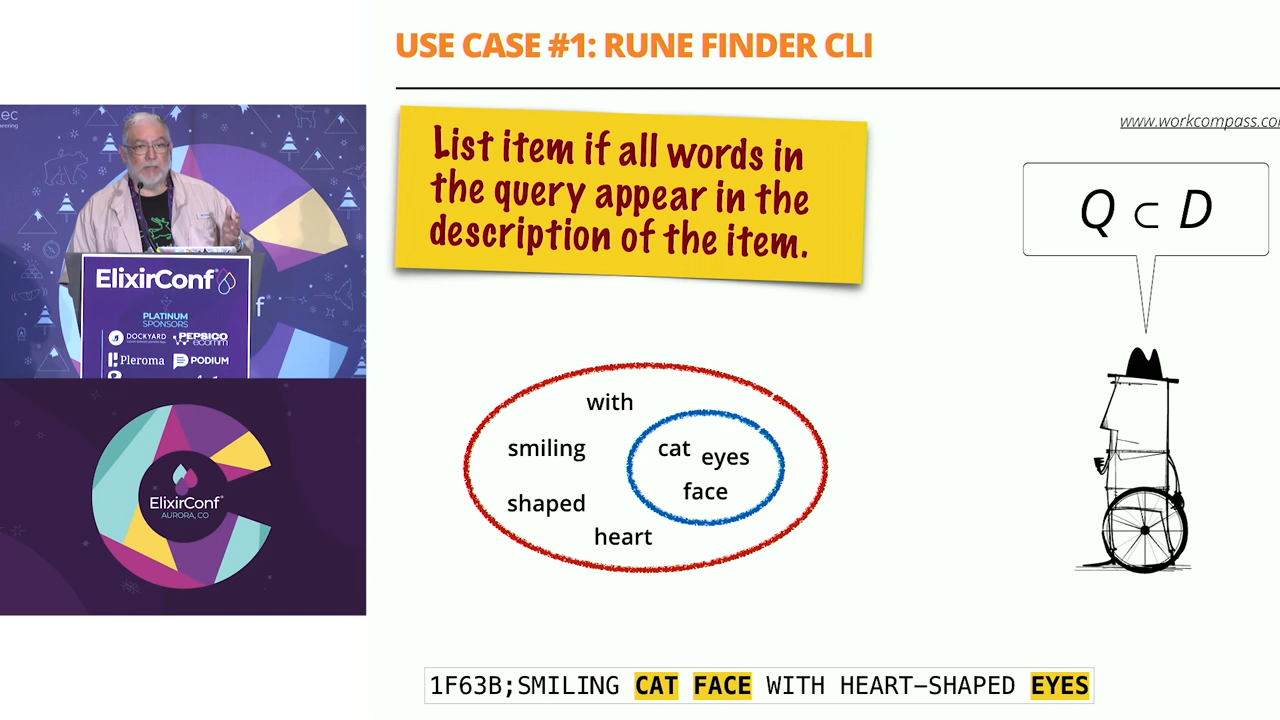 USE CASE #1: RUNE FINDER CLI
www.workcompass.co
List item if all words in
the query appear in the
description of the item.
Q ⊂ D
with
smiling
cat
eyes
face
shaped
heart
1F63B;SMILING CAT FACE WITH HEART-SHAPED EYES
ElixirConf
PLATINUM
SPONSORS
DOCKYARD
PEPSICO
ecomm
Pleroma
PODIUM
ElixirConf
AURORA, CO